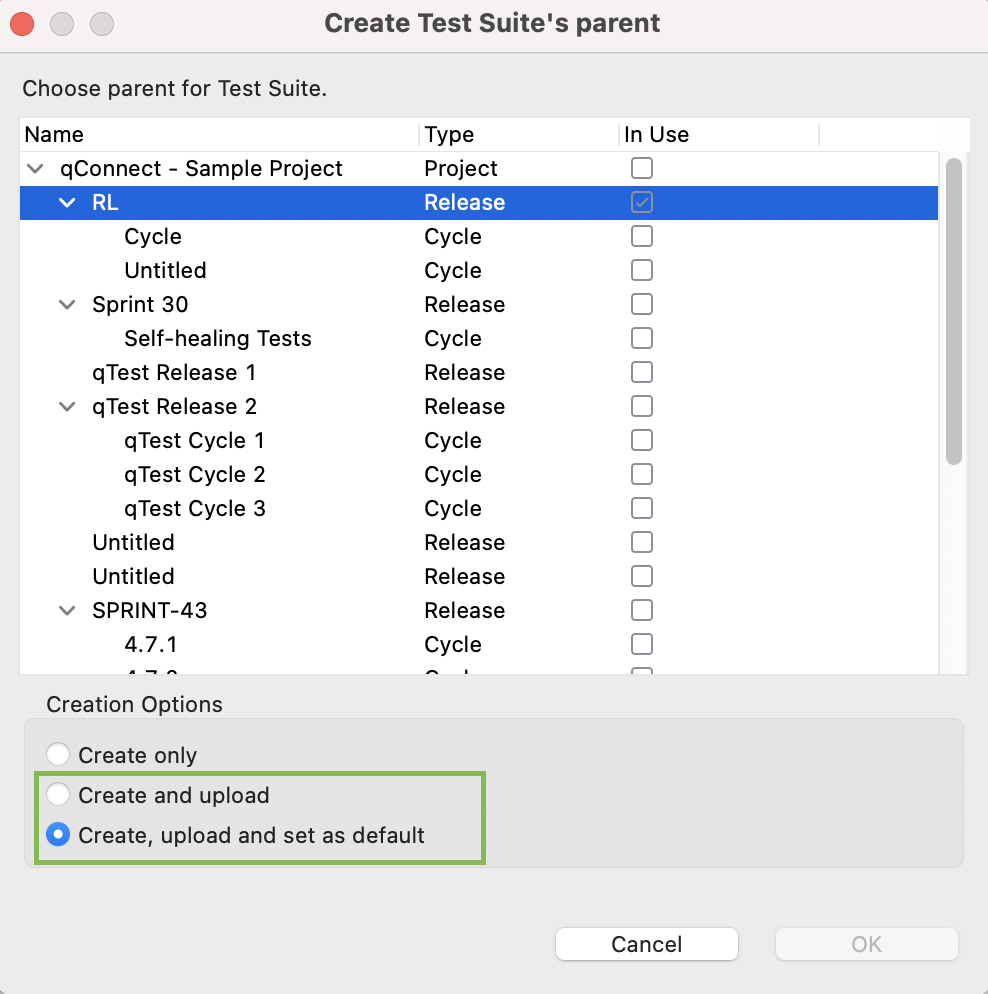 Create Test Suite's parent
Choose parent for Test Suite.
Name Type In Use
qConnect - Sample Project Project
RL Release
Cycle Cycle
Untitled Cycle
Sprint 30 Release
Self-healing Tests Cycle
qTest Release 1 Release
qTest Release 2 Release
qTest Cycle 1 Cycle
qTest Cycle 2 Cycle
qTest Cycle 3 Cycle
Untitled Release
Untitled Release
SPRINT-43 Release
4.7.1 Cycle
Creation Options
Create only
Create and upload
Create, upload and set as default
Cancel OK